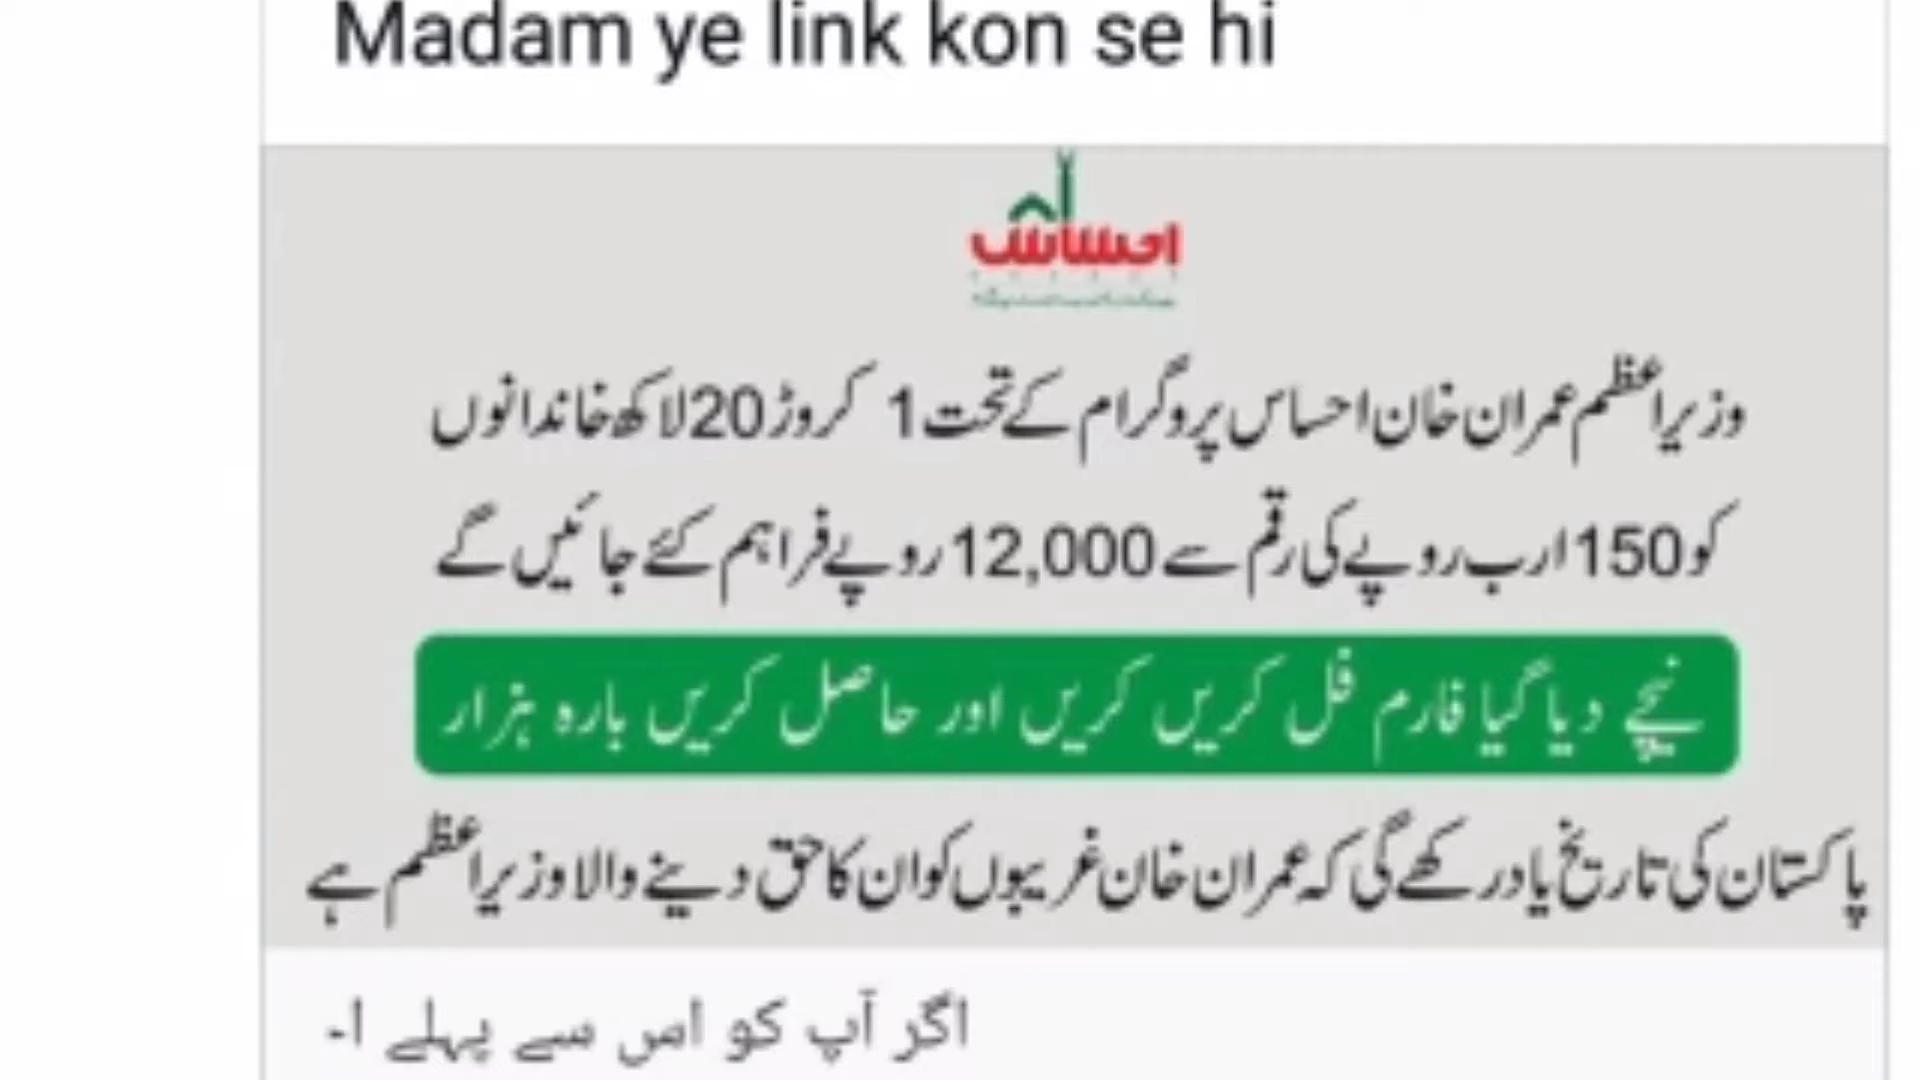 Madam ye link kon se hi
احساس
وزیراعظم عمران خان احساس پروگرام کے تحت 1 کروڑ 20 لاکھ خاندانوں
کو 150 ارب روپے کی رقم سے 12,000 روپے فراہم کئے جائیں گے
نیچے دیا گیا فارم فل کریں کریں اور حاصل کریں بارہ ہزار
پاکستان کی تاریخ یاد رکھے گی کہ عمران خان غریبوں کو ان کا حق دینے والا وزیراعظم ہے
اگر آپ کو اس سے پہلے ا-